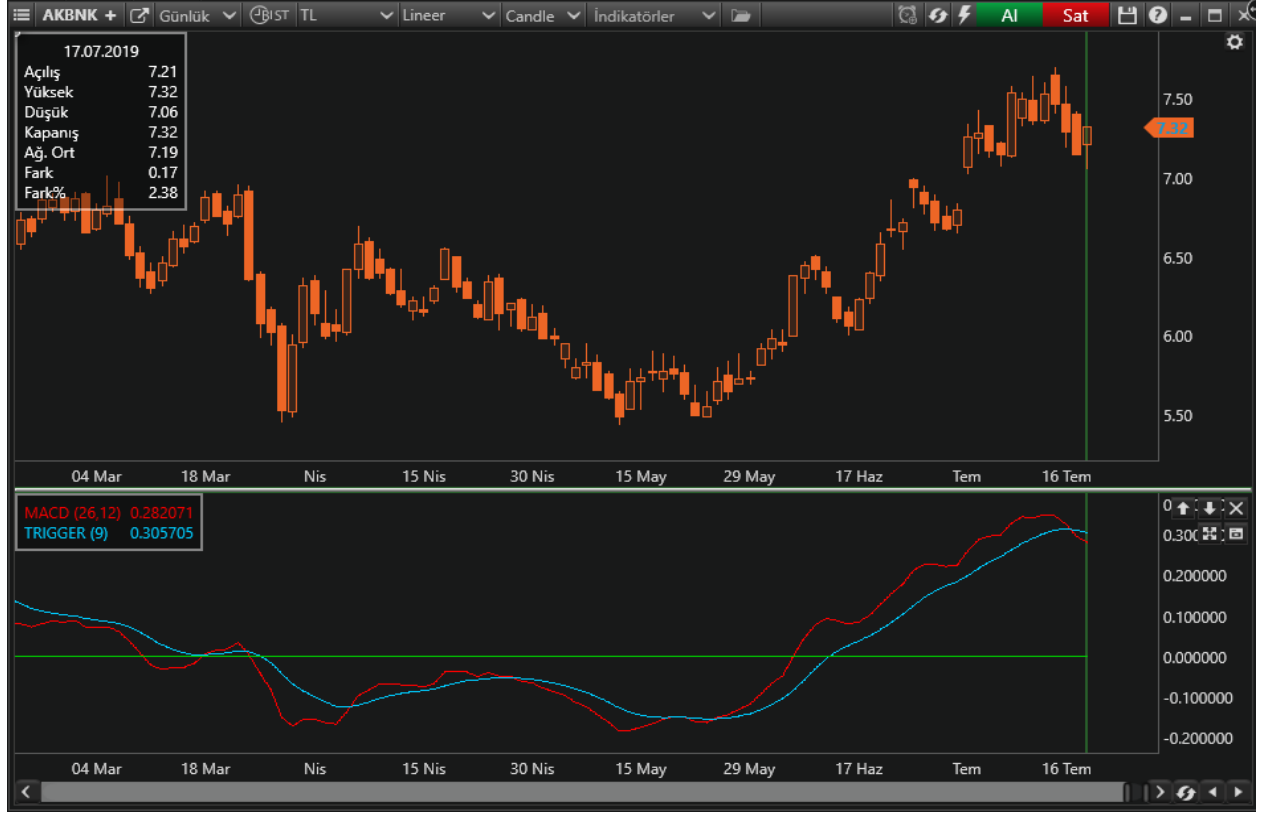 AKBNK + Günlük BIST TL Lineer Candle İndikatörler Al Sat
17.07.2019
Açılış 7.21
Yüksek 7.32
Düşük 7.06
Kapanış 7.32
Ağ. Ort 7.19
Fark 0.17
Fark% 2.38
7.50
7.32
7.00
6.50
6.00
5.50
04 Mar 18 Mar Nis 15 Nis 30 Nis 15 May 29 May 17 Haz Tem 16 Tem
MACD (26,12) 0.282071
TRIGGER (9) 0.305705
0.200000
0.100000
0.000000
-0.100000
-0.200000
04 Mar 18 Mar Nis 15 Nis 30 Nis 15 May 29 May 17 Haz Tem 16 Tem